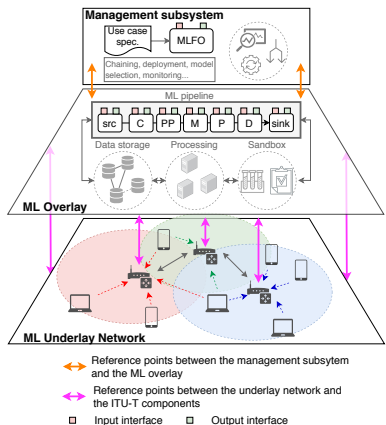 Management subsystem
Use case
spec.
MLFO
Chaining, deployment, model
selection, monitoring...
ML pipeline
src
C
PP
M
P
D
sink
Data storage
Processing
Sandbox
ML Overlay
ML Underlay Network
Reference points between the management subsytem
and the ML overlay
Reference points between the underlay network and
the ITU-T components
Input interface
Output interface